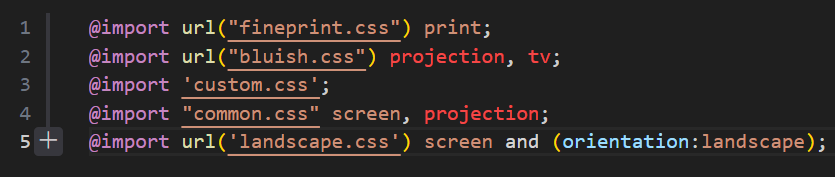 1 @import url("fineprint.css") print;
2 @import url("bluish.css") projection, tv;
3 @import 'custom.css';
4 @import "common.css" screen, projection;
5 @import url('landscape.css') screen and (orientation:landscape);